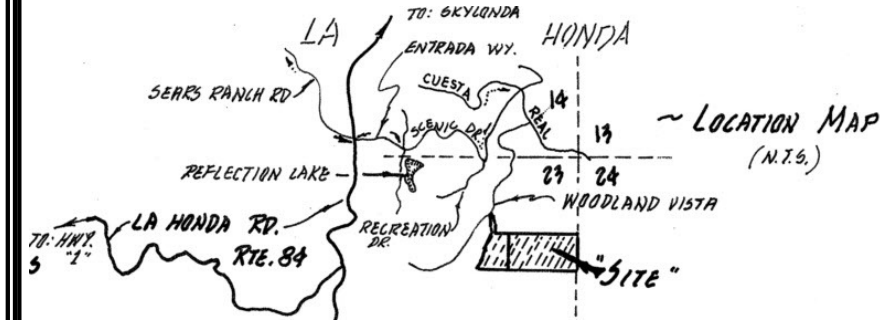 TO: SKYLONDA
LA HONDA
ENTRADA WY.
CUESTA REAL
SEARS RANCH RD
14
SCENIC DR.
13
~ LOCATION MAP
(N.T.S.)
REFLECTION LAKE
23 24
WOODLAND VISTA
LA HONDA RD.
RTE. 84
RECREATION
DR.
TO: HWY.
"1"
S
"SITE"